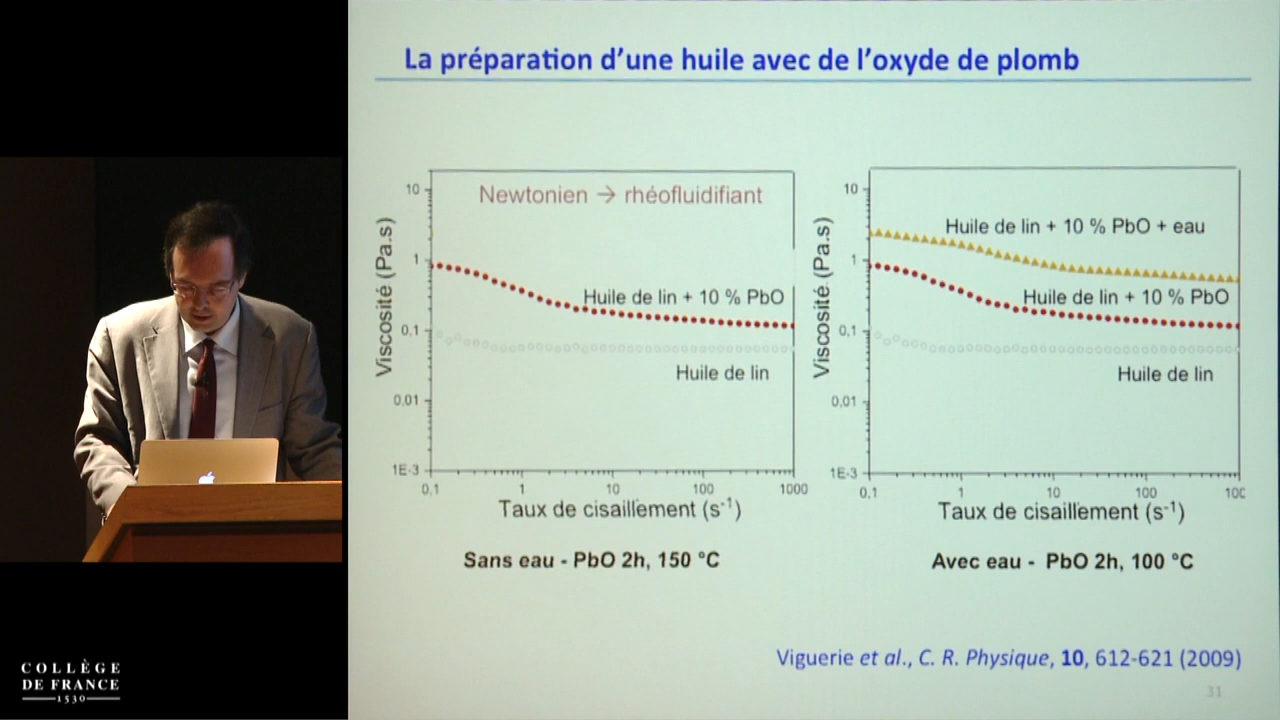 La préparation d'une huile avec de l'oxyde de plomb
10
1
0,1
0,01
1E-3
Viscosité (Pa.s)
Newtonien → rhéofluidifiant
Huile de lin + 10 % PbO
Huile de lin
0,1
1
10
100
1000
Taux de cisaillement (s⁻¹)
Sans eau - PbO 2h, 150 °C
10
1
0,1
0,01
1E-3
Viscosité (Pa.s)
Huile de lin + 10 % PbO + eau
Huile de lin + 10 % PbO
Huile de lin
0,1
1
10
100
Taux de cisaillement (s⁻¹)
Avec eau - PbO 2h, 100 °C
Viguerie et al., C. R. Physique, 10, 612-621 (2009)
31
COLLÈGE
DE FRANCE
1530